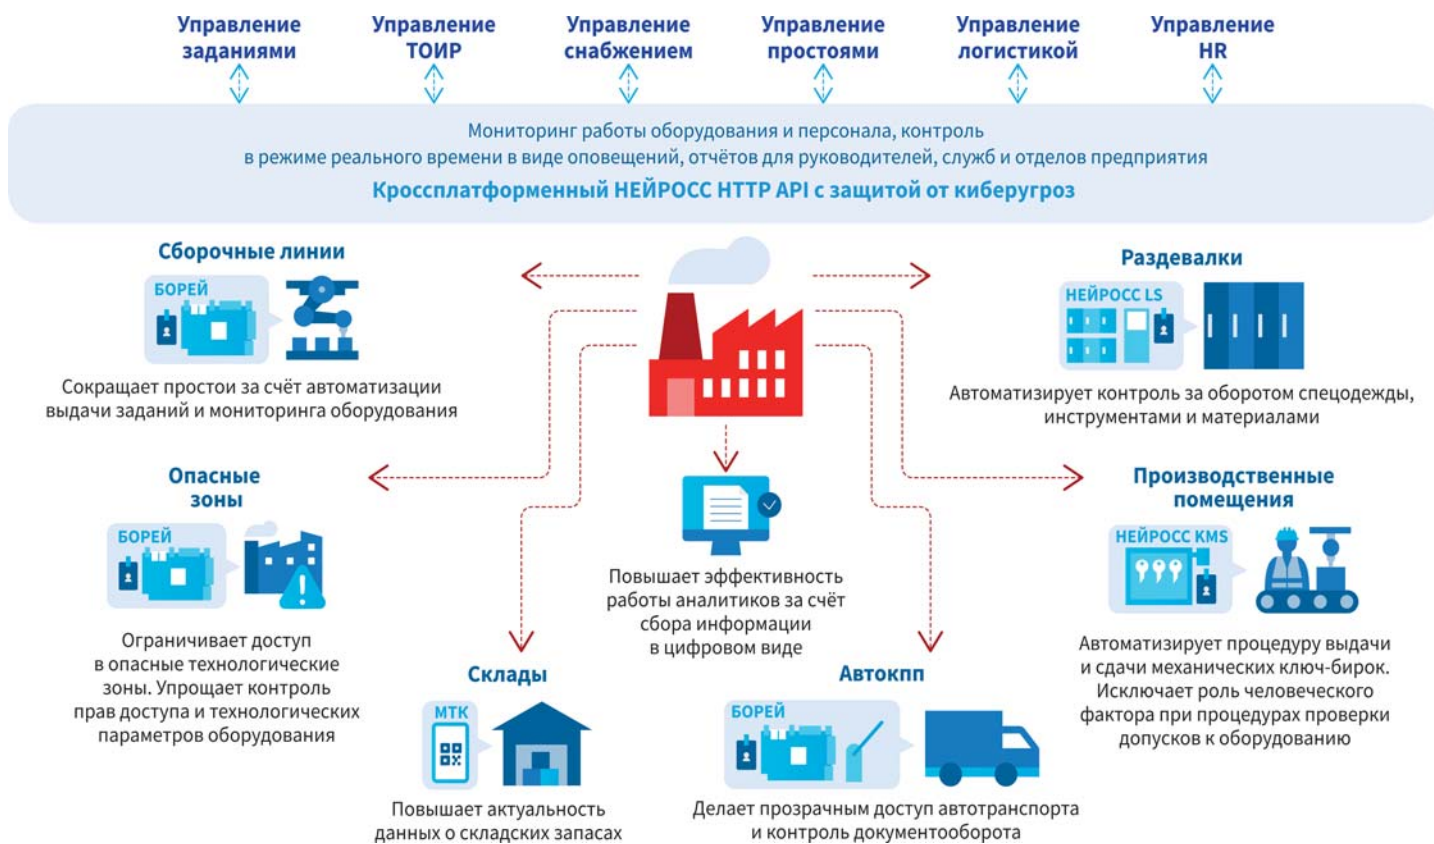 Управление
заданиями
Управление
ТОИР
Управление
снабжением
Управление
простоями
Управление
логистикой
Управление
HR
Мониторинг работы оборудования и персонала, контроль
в режиме реального времени в виде оповещений, отчётов для руководителей, служб и отделов предприятия
Кроссплатформенный НЕЙРОСС HTTP API с защитой от киберугроз
Сборочные линии
БОРЕЙ
Сокращает простои за счёт автоматизации
выдачи заданий и мониторинга оборудования
Раздевалки
НЕЙРОСС LS
Автоматизирует контроль за оборотом спецодежды,
инструментами и материалами
Опасные
зоны
БОРЕЙ
Ограничивает доступ
в опасные технологические
зоны. Упрощает контроль
прав доступа и технологических
параметров оборудования
Повышает эффективность
работы аналитиков за счёт
сбора информации
в цифровом виде
Производственные
помещения
НЕЙРОСС KMS
Автоматизирует процедуру выдачи
и сдачи механических ключ-бирок.
Исключает роль человеческого
фактора при процедурах проверки
допусков к оборудованию
Склады
МТК
Повышает актуальность
данных о складских запасах
Автокпп
БОРЕЙ
Делает прозрачным доступ автотранспорта
и контроль документооборота